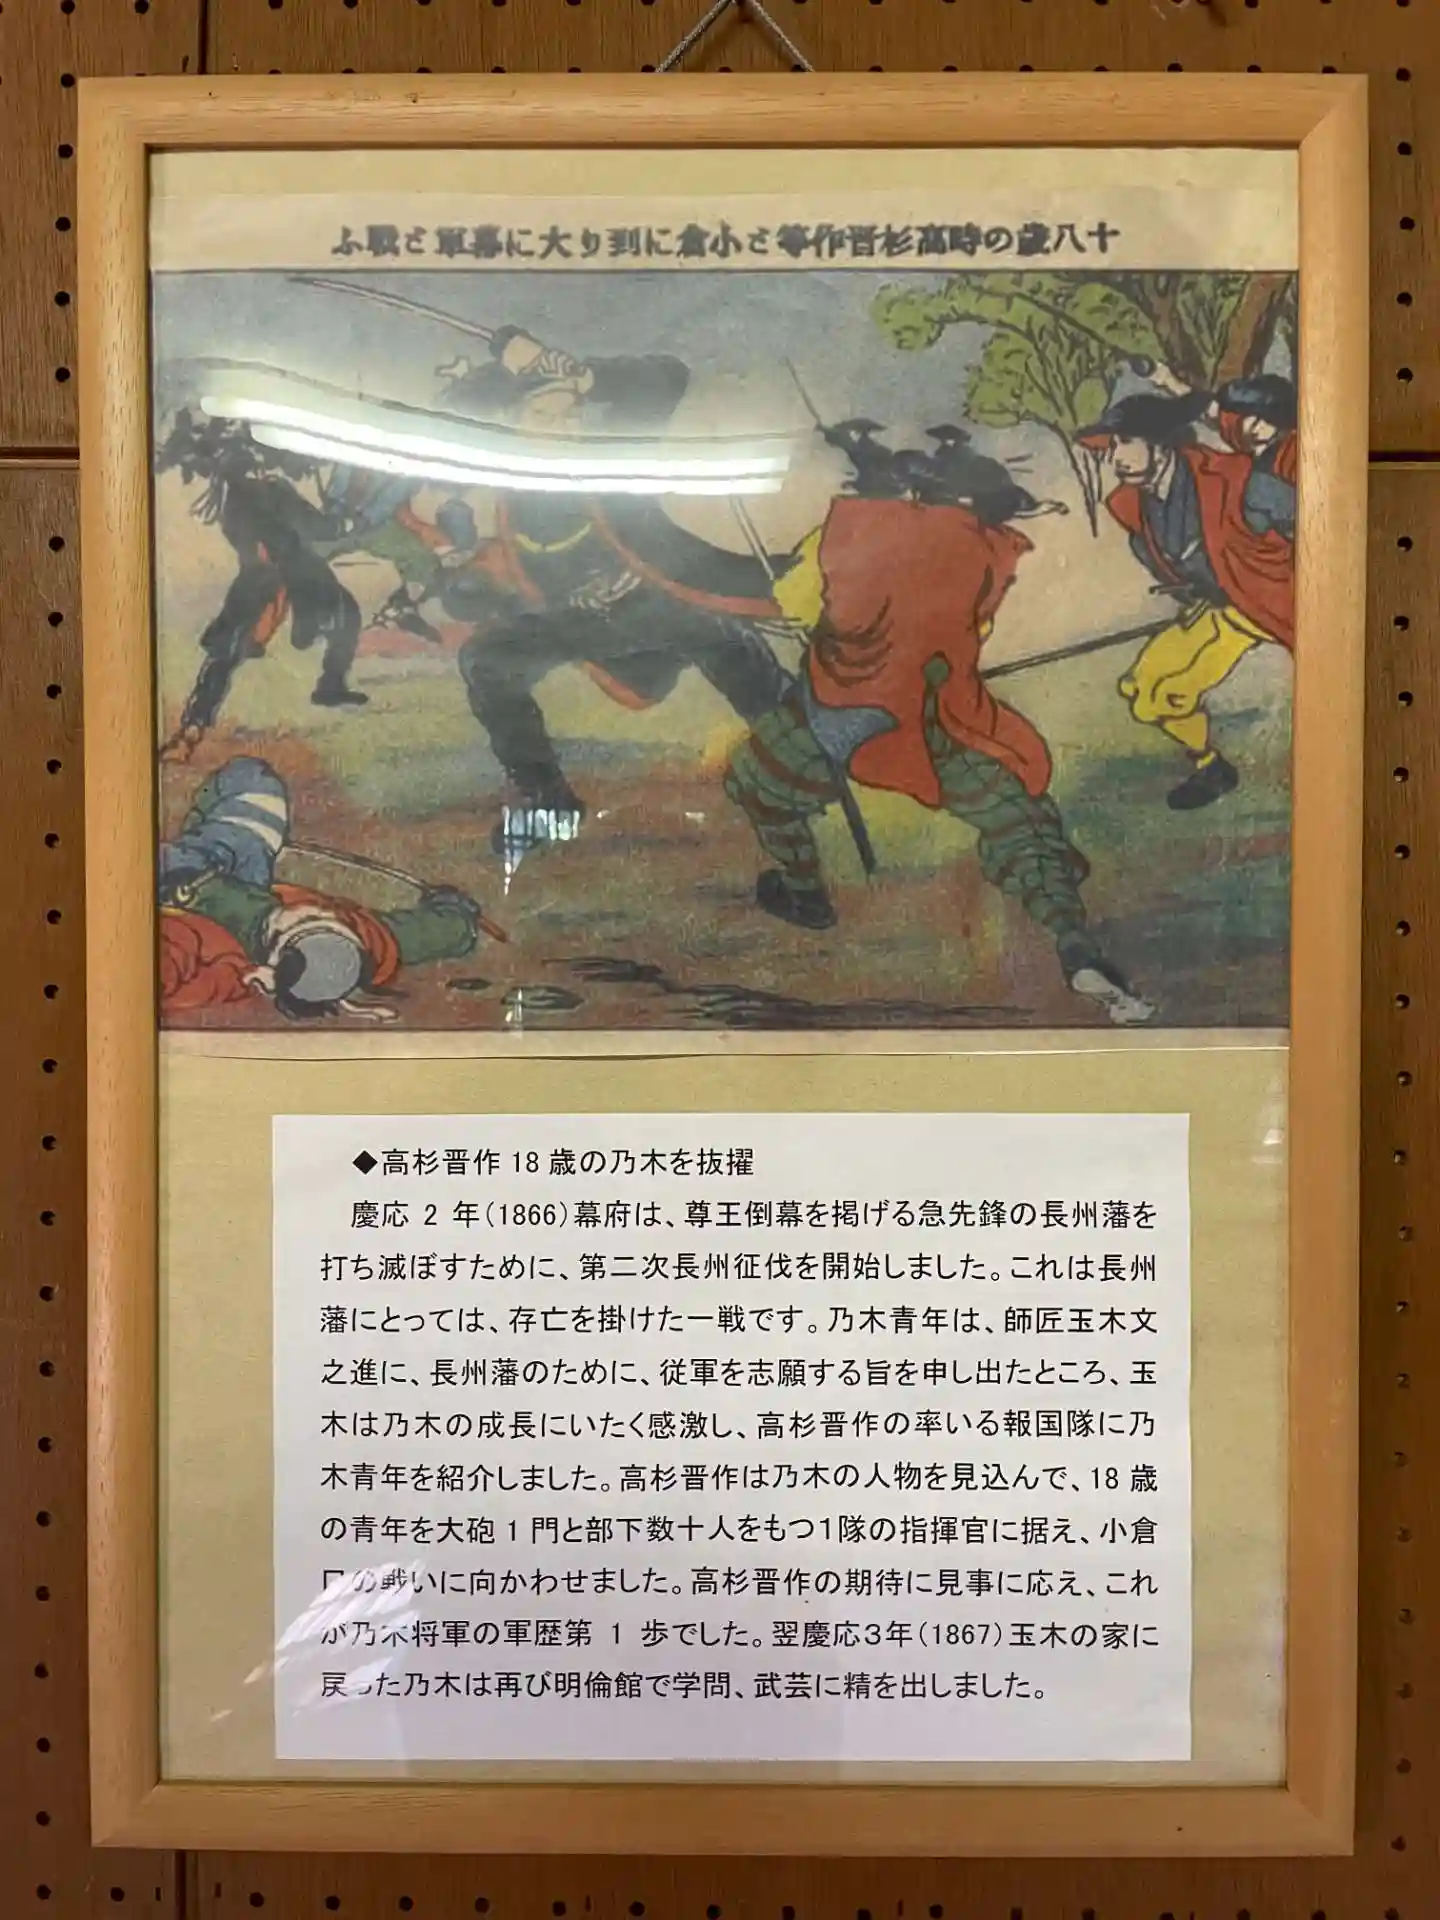 十八歳の時高杉晋作等と小倉に到り大に幕軍と戰ふ
◆高杉晋作18歳の乃木を抜擢
慶応2年(1866)幕府は、尊王倒幕を掲げる急先鋒の長州藩を
打ち滅ぼすために、第二次長州征伐を開始しました。これは長州
藩にとっては、存亡を掛けた一戦です。乃木青年は、師匠玉木文
之進に、長州藩のために、従軍を志願する旨を申し出たところ、玉
木は乃木の成長にいたく感激し、高杉晋作の率いる報国隊に乃
木青年を紹介しました。高杉晋作は乃木の人物を見込んで、18歳
の青年を大砲1門と部下数十人をもつ1隊の指揮官に据え、小倉
口の戦いに向かわせました。高杉晋作の期待に見事に応え、これ
が乃木将軍の軍歴第1歩でした。翌慶応3年(1867)玉木の家に
戻った乃木は再び明倫館で学問、武芸に精を出しました。